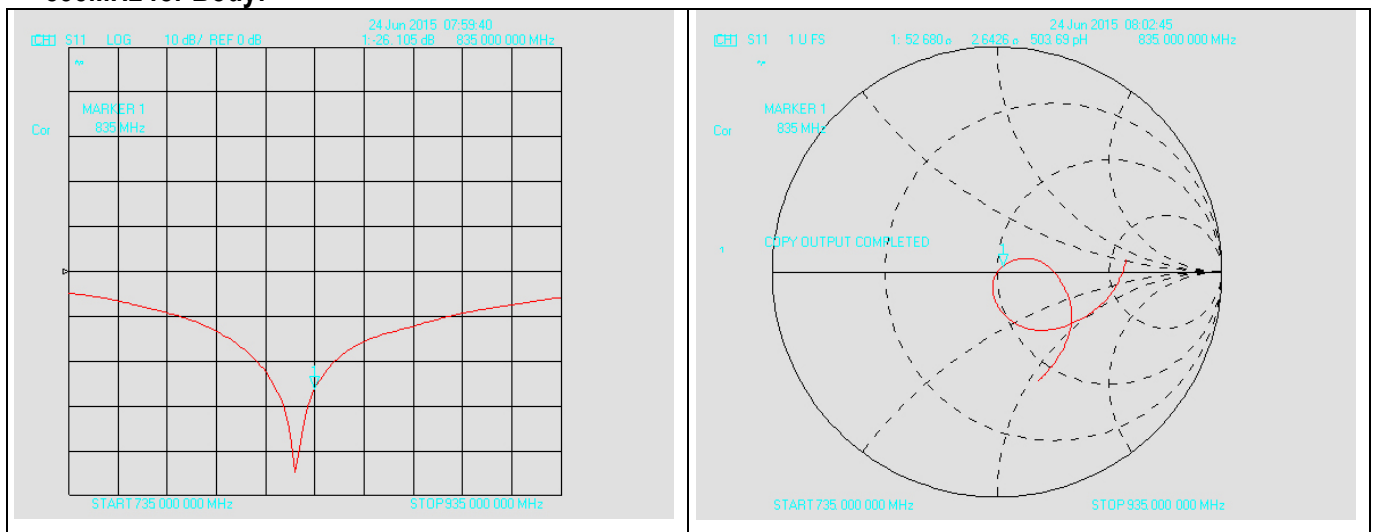 835MHz for Body:
24 Jun 2015 07:59:40
CH1 S11 LOG 10 dB/ REF 0 dB 1:-26.105 dB 835.000 000 MHz
MARKER 1
Cor 835 MHz
1
START 735.000 000 MHz STOP 935.000 000 MHz
24 Jun 2015 08:02:45
CH1 S11 1 U FS 1: 52.680 o 2.6426 o 503.69 pH 835.000 000 MHz
MARKER 1
Cor 835 MHz
COPY OUTPUT COMPLETED
1
START 735.000 000 MHz STOP 935.000 000 MHz